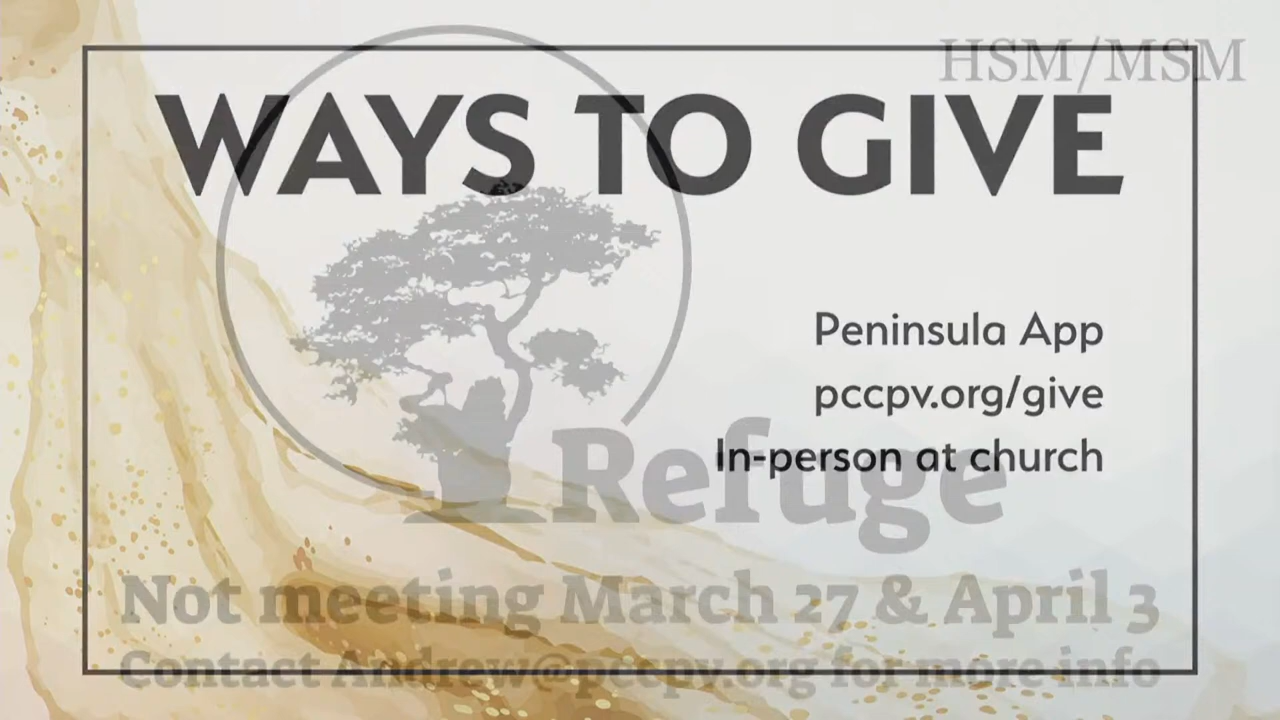 HSM/MSM
WAYS TO GIVE
Peninsula App
pccpv.org/give
In-person at church
Refuge
Not meeting March 27 & April 3
Contact Andrew@pccpv.org for more info